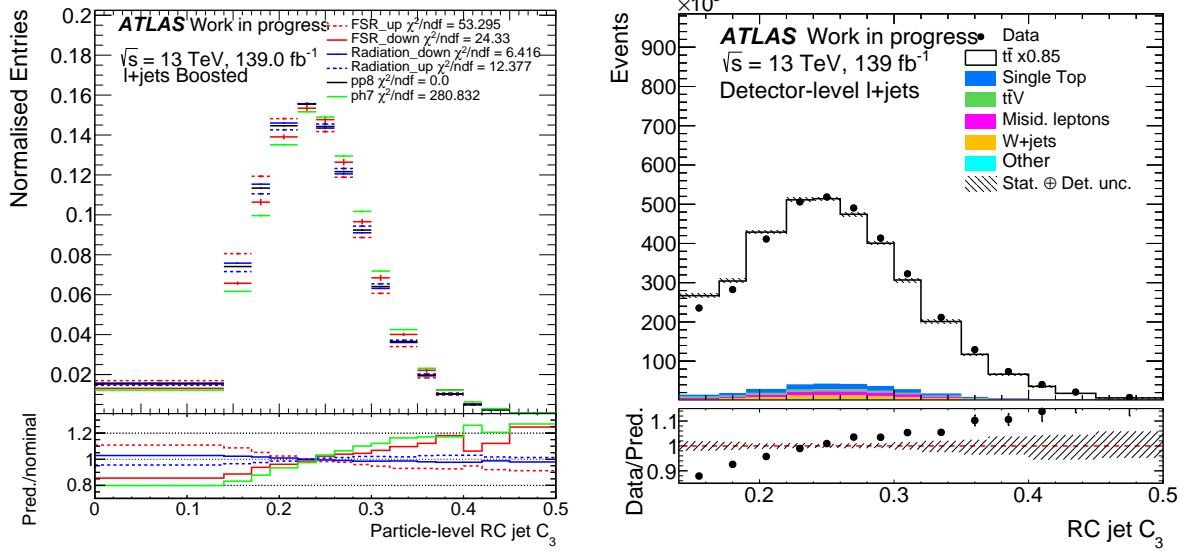 ATLAS Work in progress
√s = 13 TeV, 139.0 fb⁻¹
l+jets Boosted
FSR_up χ²/ndf = 53.295
FSR_down χ²/ndf = 24.33
Radiation_down χ²/ndf = 6.416
Radiation_up χ²/ndf = 12.377
pp8 χ²/ndf = 0.0
ph7 χ²/ndf = 280.832
Normalised Entries
0.18
0.16
0.14
0.12
0.1
0.08
0.06
0.04
0.02
Pred./nominal
1.2
1
0.8
0 0.1 0.2 0.3 0.4 0.5
Particle-level RC jet C₃
ATLAS Work in progress
√s = 13 TeV, 139 fb⁻¹
Detector-level l+jets
Data
tt̄ x0.85
Single Top
tt̄V
Misid. leptons
W+jets
Other
Stat. ⊕ Det. unc.
Events
900
800
700
600
500
400
300
200
100
Data/Pred.
1.1
1
0.9
0.2 0.3 0.4 0.5
RC jet C₃